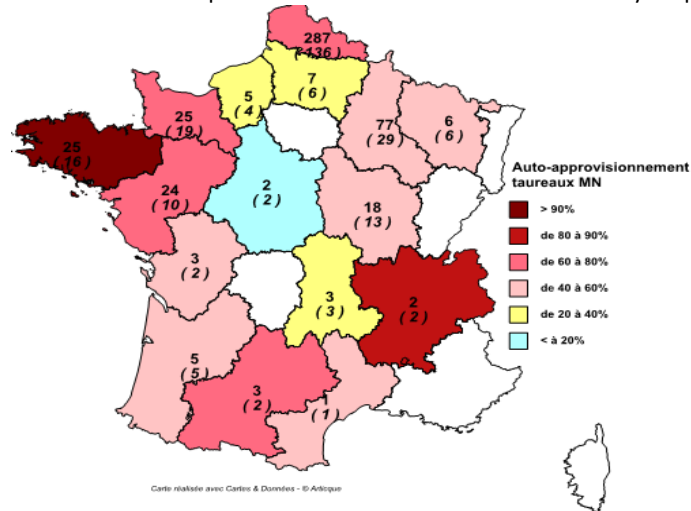 287
( 136 )
7
( 6 )
5
( 4 )
25
( 19 )
77
( 29 )
6
( 6 )
25
( 16 )
24
( 10 )
2
( 2 )
18
( 13 )
3
( 2 )
3
( 3 )
2
( 2 )
5
( 5 )
3
( 2 )
1
( 1 )
Auto-approvisionnement
taureaux MN
> 90%
de 80 à 90%
de 60 à 80%
de 40 à 60%
de 20 à 40%
< à 20%
Carte réalisée avec Cartes & Données - © Articque